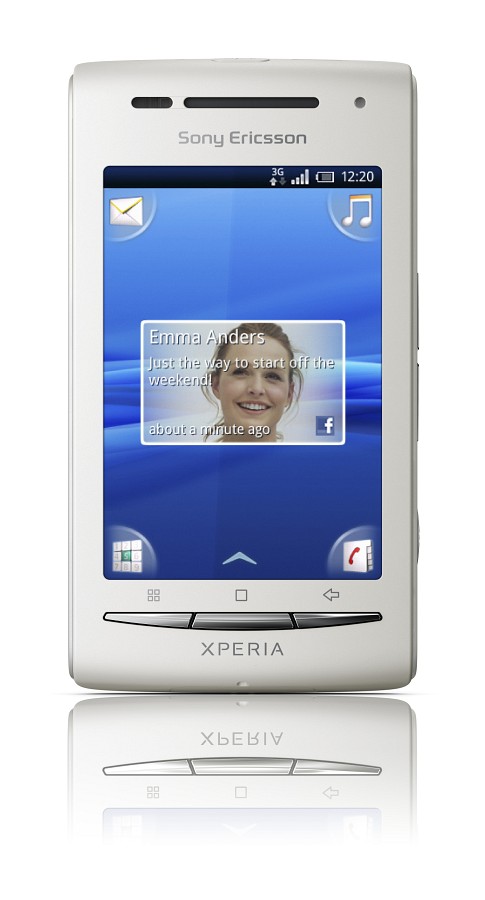 Sony Ericsson
3G
12:20
Emma Anders
Just the way to start off the
weekend!
about a minute ago
f
XPERIA
XPERIA